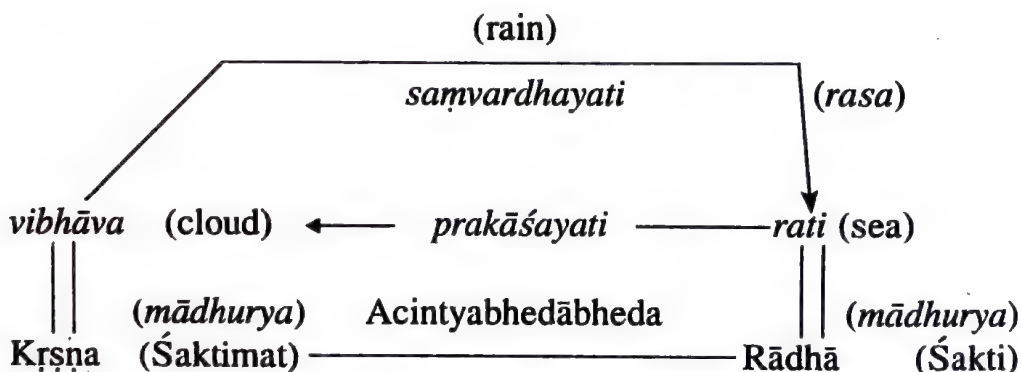 (rain)
saṃvardhayati (rasa)
vibhāva (cloud) prakāśayati rati (sea)
(mādhurya) Acintyabhedābheda (mādhurya)
Kṛṣṇa (Śaktimat) Rādhā (Śakti)